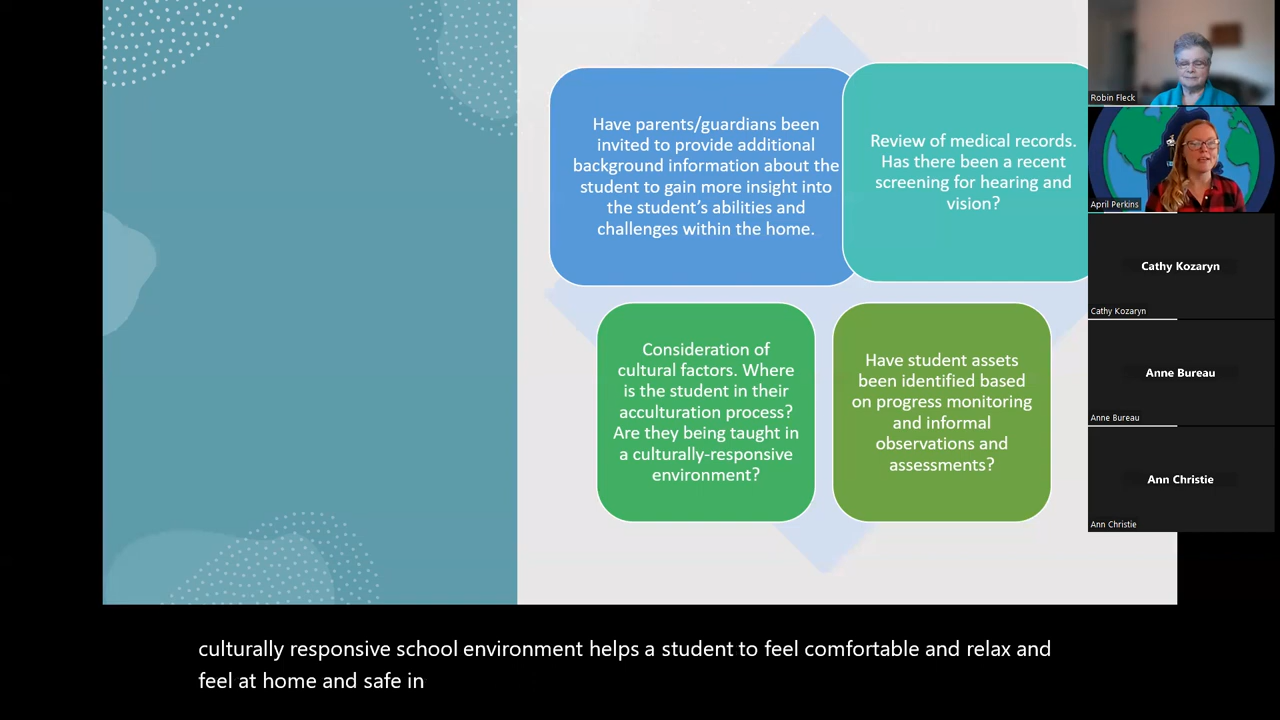 Have parents/guardians been
invited to provide additional
background information about the
student to gain more insight into
the student's abilities and
challenges within the home.
Review of medical records.
Has there been a recent
screening for hearing and
vision?
Consideration of
cultural factors. Where
is the student in their
acculturation process?
Are they being taught in
a culturally-responsive
environment?
Have student assets
been identified based
on progress monitoring
and informal
observations and
assessments?
Robin Fleck
April Perkins
Cathy Kozaryn
Cathy Kozaryn
Anne Bureau
Anne Bureau
Ann Christie
Ann Christie
culturally responsive school environment helps a student to feel comfortable and relax and
feel at home and safe in